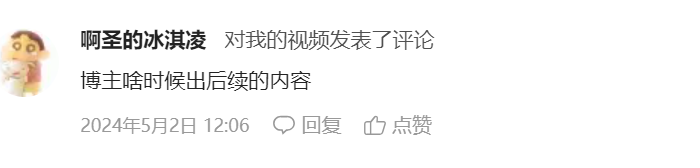 啊圣的冰淇凌 对我的视频发表了评论
博主啥时候出后续的内容
2024年5月2日 12:06 回复 点赞